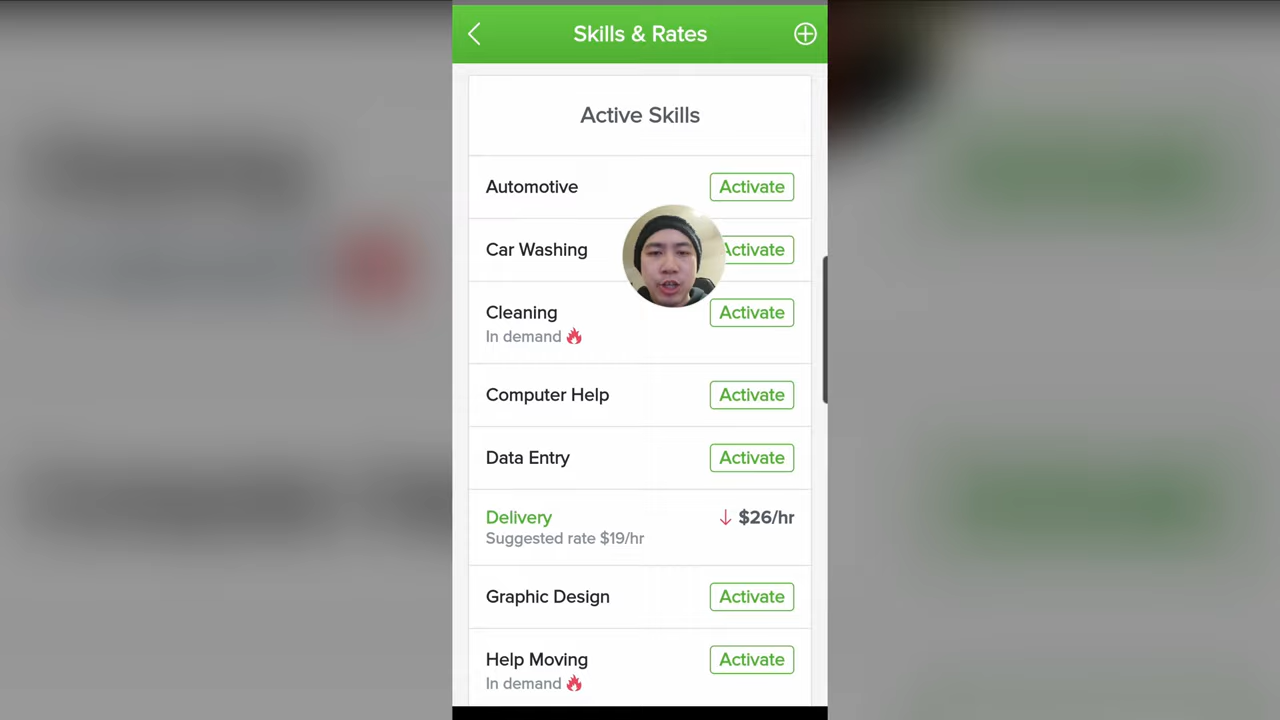 Skills & Rates
Active Skills
Automotive Activate
Car Washing Activate
Cleaning Activate
In demand
Computer Help Activate
Data Entry Activate
Delivery $26/hr
Suggested rate $19/hr
Graphic Design Activate
Help Moving Activate
In demand